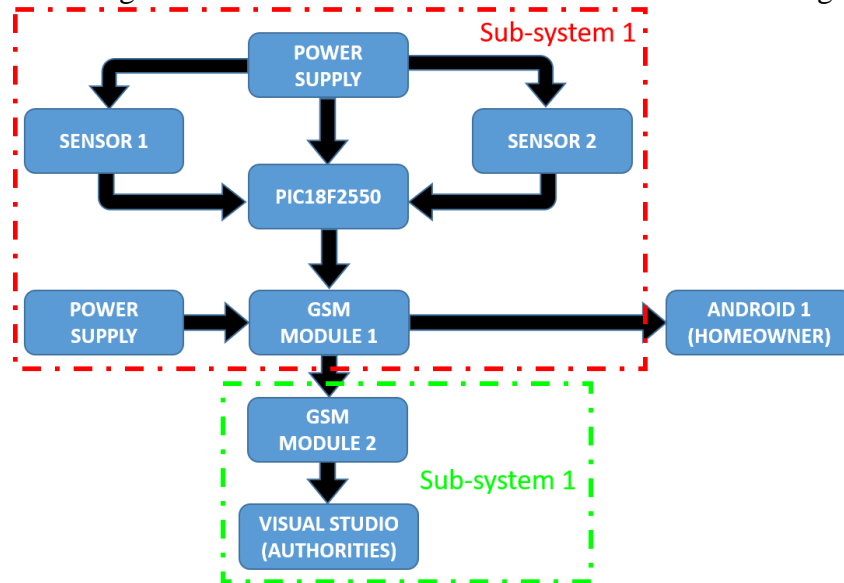 Sub-system 1
POWER
SUPPLY
SENSOR 1
SENSOR 2
PIC18F2550
POWER
SUPPLY
GSM
MODULE 1
ANDROID 1
(HOMEOWNER)
GSM
MODULE 2
Sub-system 1
VISUAL STUDIO
(AUTHORITIES)